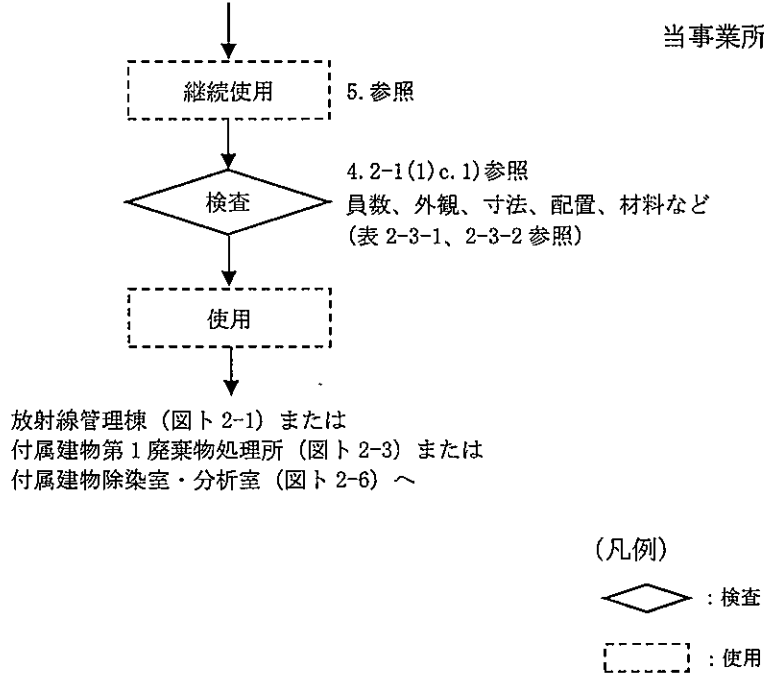 当事業所
継続使用
5.参照
4.2-1(1)c.1)参照
検査
員数、外観、寸法、配置、材料など
(表 2-3-1、2-3-2 参照)
使用
放射線管理棟（図ト 2-1）または
付属建物第 1 廃棄物処理所（図ト 2-3）または
付属建物除染室・分析室（図ト 2-6）へ
(凡例)
：検査
：使用